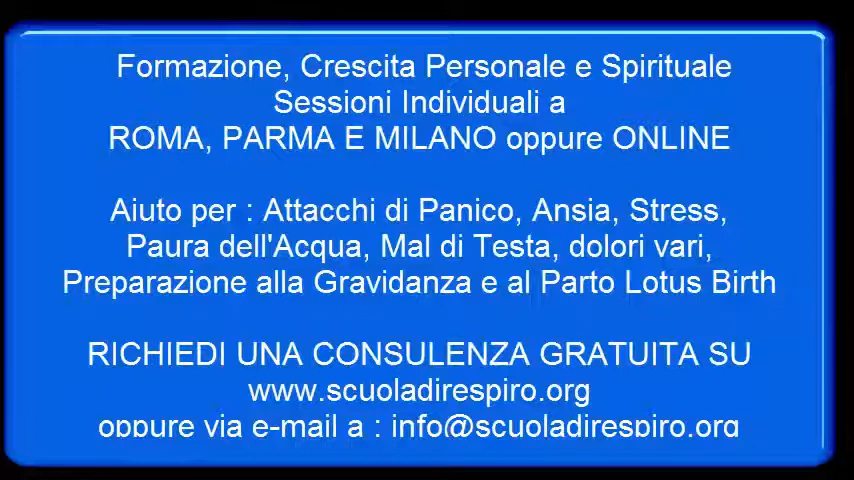 Formazione, Crescita Personale e Spirituale
Sessioni Individuali a
ROMA, PARMA E MILANO oppure ONLINE
Aiuto per : Attacchi di Panico, Ansia, Stress,
Paura dell'Acqua, Mal di Testa, dolori vari,
Preparazione alla Gravidanza e al Parto Lotus Birth
RICHIEDI UNA CONSULENZA GRATUITA SU
www.scuoladirespiro.org
oppure via e-mail a : info@scuoladirespiro.org